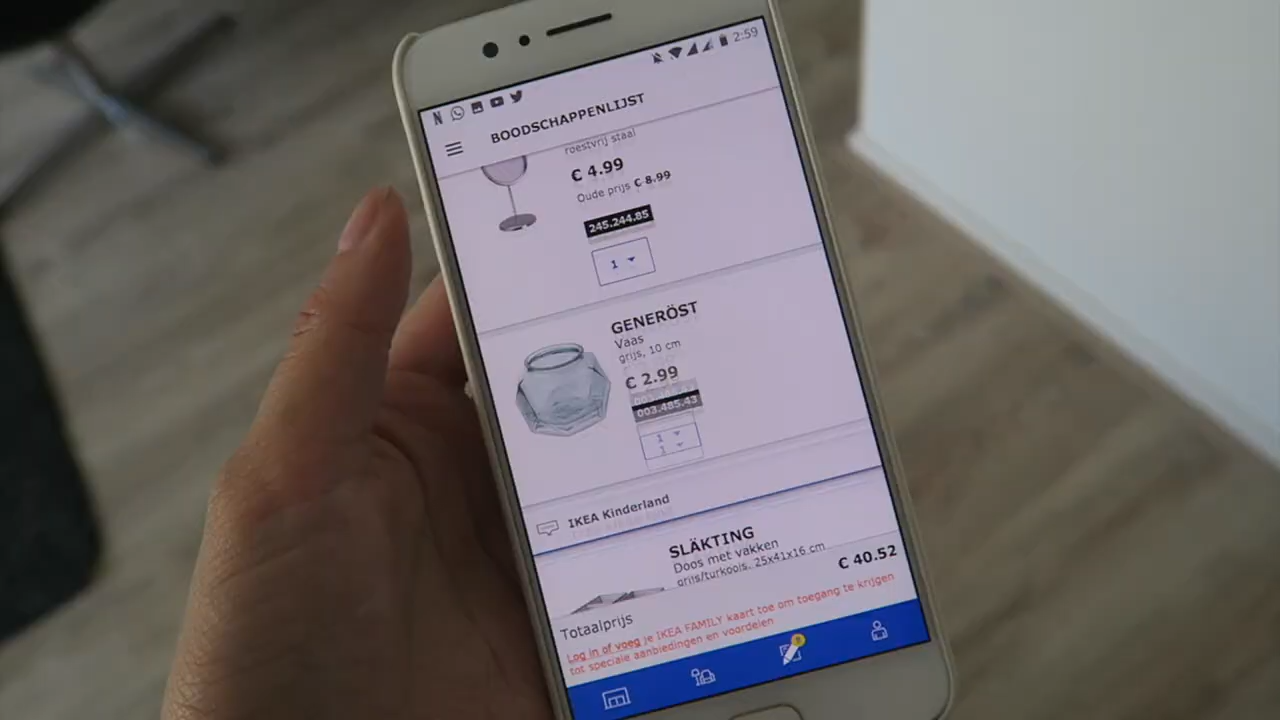 2:59
BOODSCHAPPENLIJST
roestvrij staal
€ 4.99
Oude prijs € 8.99
245.244.85
1
GENERÖST
Vaas
grijs, 10 cm
€ 2.99
003.485.43
1
IKEA Kinderland
SLÄKTING
Doos met vakken
grijs/turkoois, 25x41x16 cm
€ 40.52
Totaalprijs
Log in of voeg je IKEA FAMILY kaart toe om toegang te krijgen
tot speciale aanbiedingen en voordelen